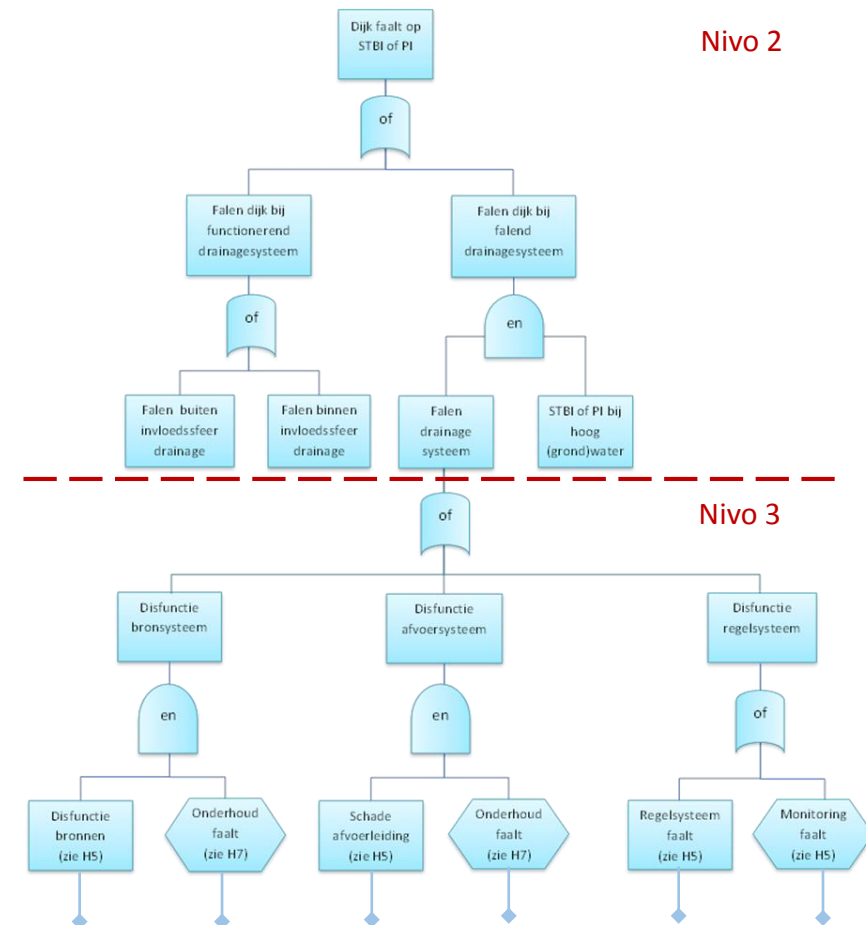 Dijk faalt op
STBI of PI
Nivo 2
of
Falen dijk bij
functionerend
drainagesysteem
Falen dijk bij
falend
drainagesysteem
of
en
Falen buiten
invloedssfeer
drainage
Falen binnen
invloedssfeer
drainage
Falen
drainage
systeem
STBI of PI bij
hoog
(grond)water
Nivo 3
of
Disfunctie
bronsysteem
Disfunctie
afvoersysteem
Disfunctie
regelsysteem
en
en
of
Disfunctie
bronnen
(zie H5)
Onderhoud
faalt
(zie H7)
Schade
afvoerleiding
(zie H5)
Onderhoud
faalt
(zie H7)
Regelsysteem
faalt
(zie H5)
Monitoring
faalt
(zie H5)